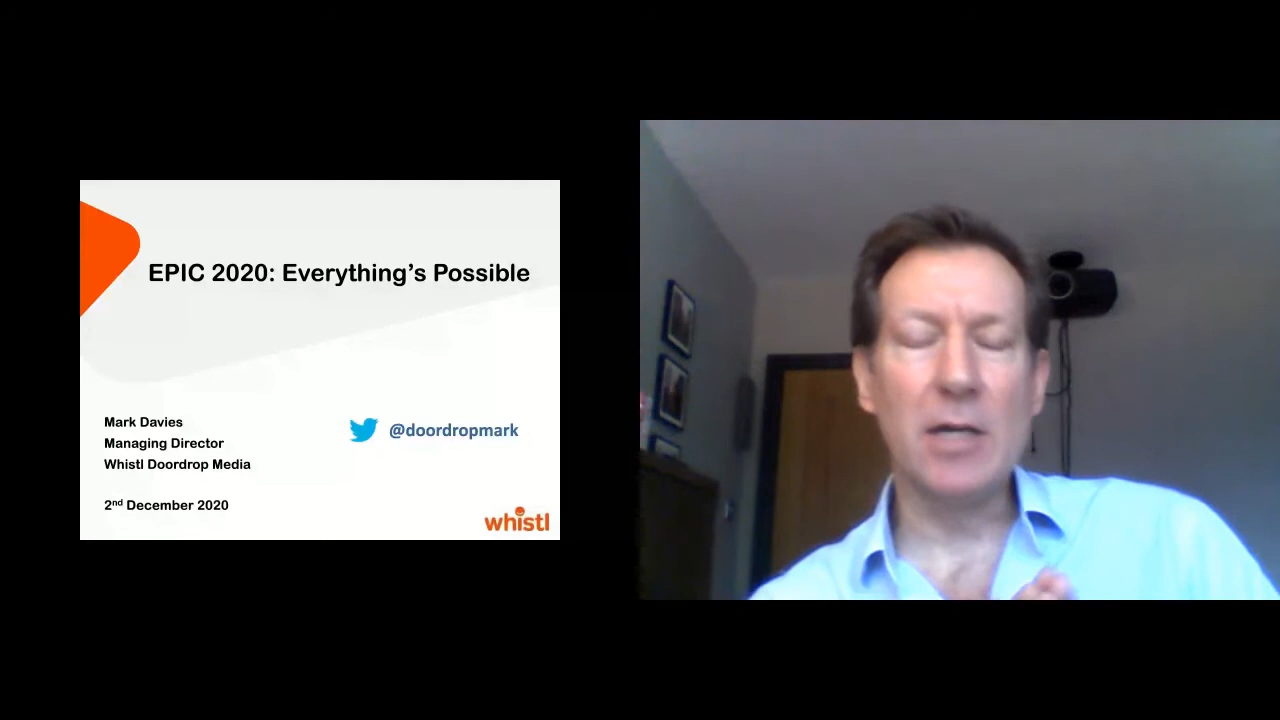 EPIC 2020: Everything's Possible
Mark Davies
Managing Director
Whistl Doordrop Media
@doordropmark
2nd December 2020
whistl